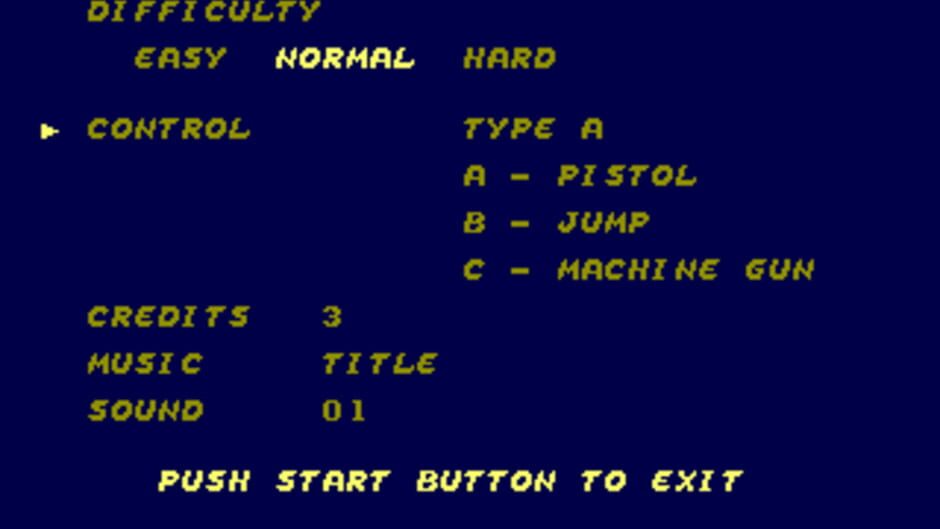 DIFFICULTY
EASY NORMAL HARD
CONTROL TYPE A
A - PISTOL
B - JUMP
C - MACHINE GUN
CREDITS 3
MUSIC TITLE
SOUND 01
PUSH START BUTTON TO EXIT